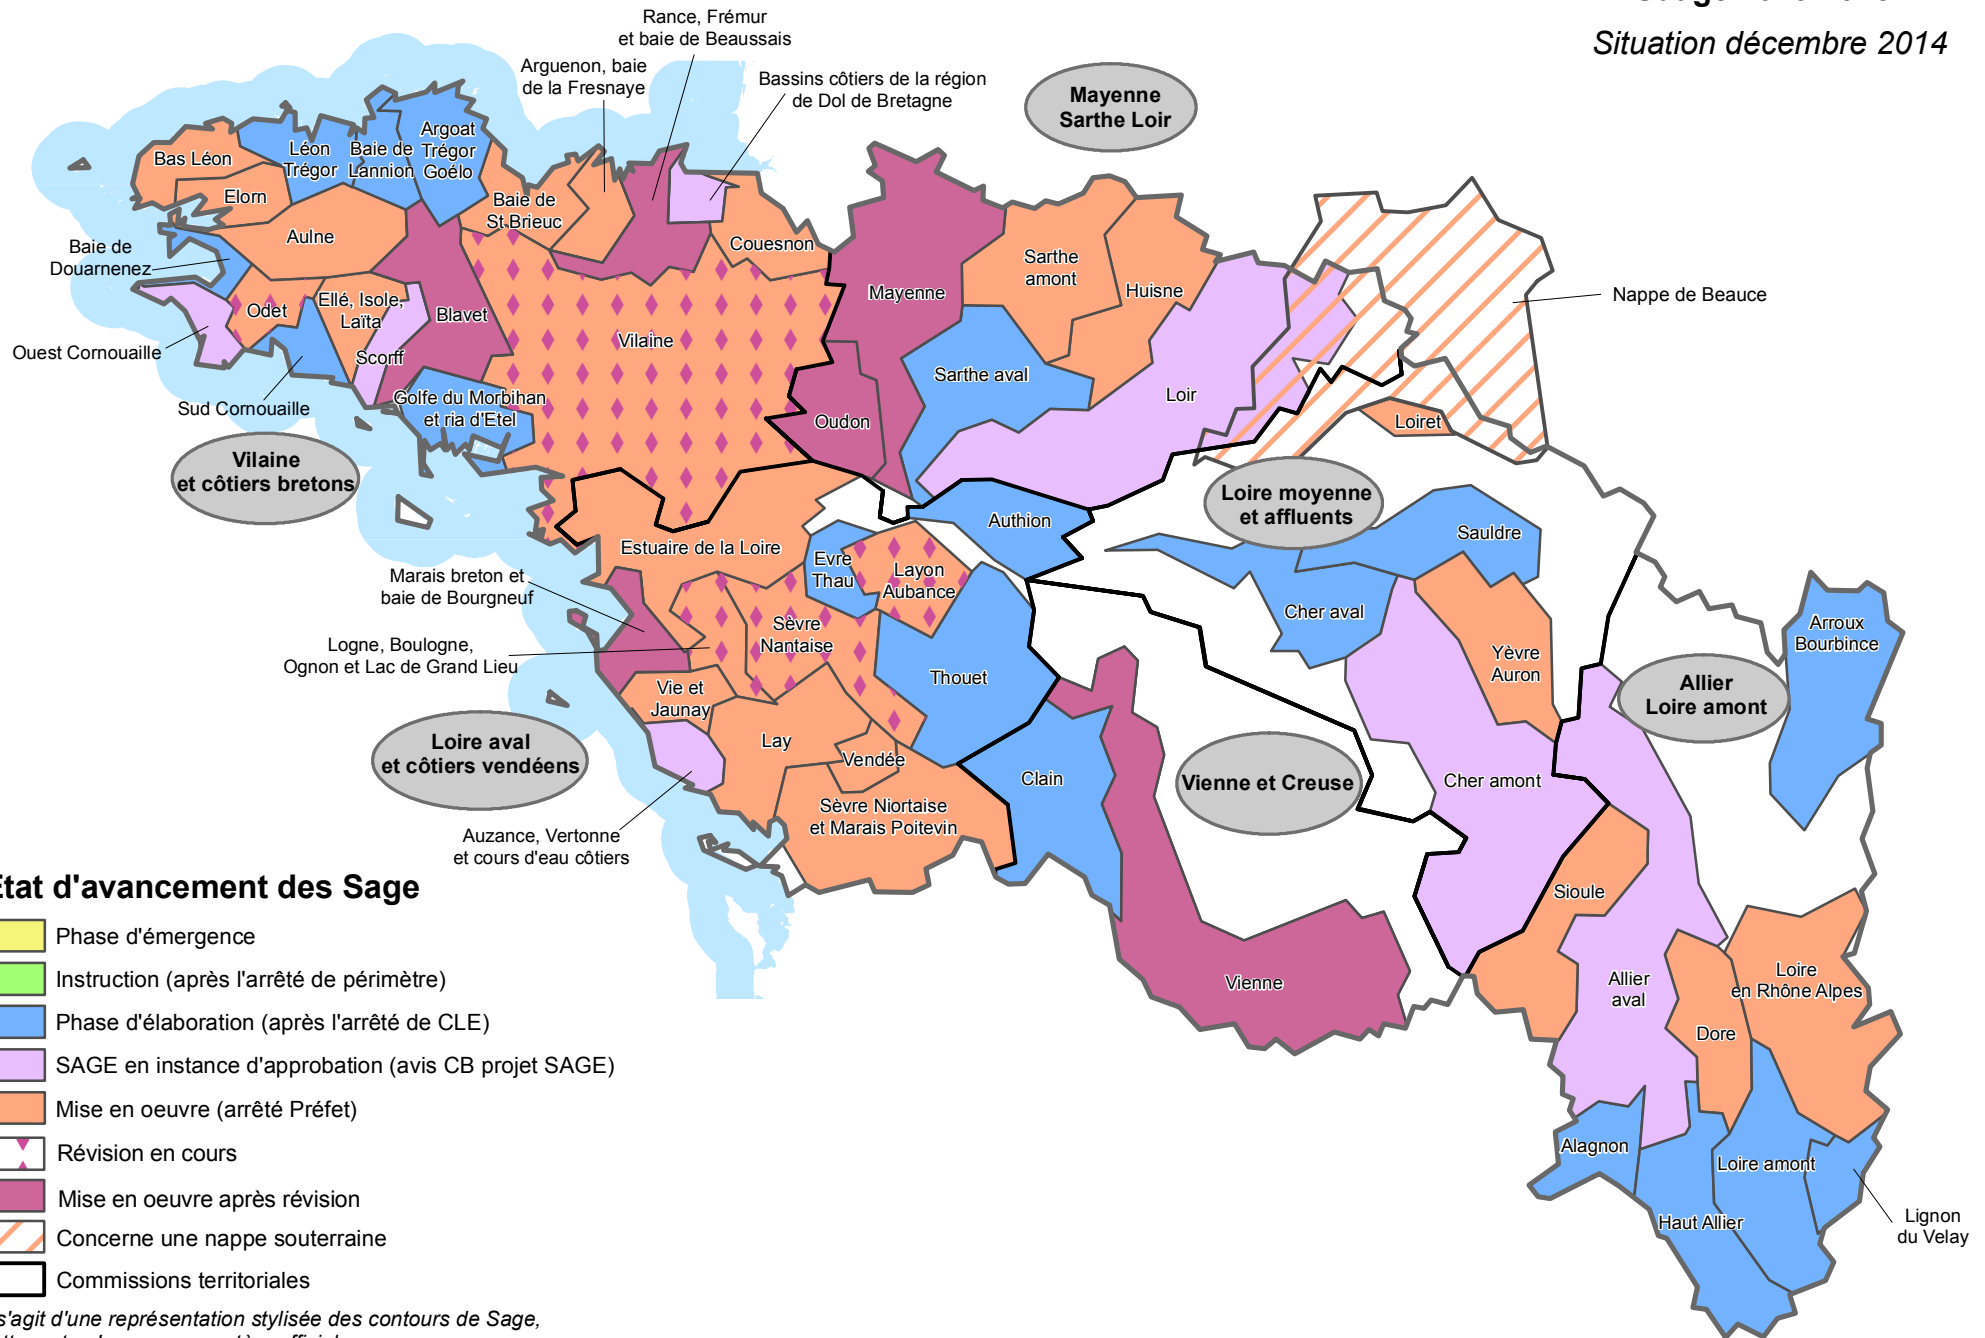 Situation décembre 2014
Rance, Frémur
et baie de Beaussais
Arguenon, baie
de la Fresnaye
Bassins côtiers de la région
de Dol de Bretagne
Mayenne
Sarthe Loir
Bas Léon
Léon
Trégor
Baie de
Lannion
Argoat
Trégor
Goélo
Elorn
Baie de
St Brieuc
Aulne
Couesnon
Baie de
Douarnenez
Sarthe
amont
Huisne
Mayenne
Nappe de Beauce
Odet
Ellé, Isole,
Laïta
Blavet
Vilaine
Ouest Cornouaille
Scorff
Sarthe aval
Loir
Sud Cornouaille
Golfe du Morbihan
et ria d'Etel
Oudon
Loiret
Vilaine
et côtiers bretons
Loire moyenne
et affluents
Authion
Sauldre
Estuaire de la Loire
Evre
Thau
Layon
Aubance
Marais breton et
baie de Bourgneuf
Cher aval
Arroux
Bourbince
Logne, Boulogne,
Ognon et Lac de Grand Lieu
Sèvre
Nantaise
Yèvre
Auron
Thouet
Vie et
Jaunay
Allier
Loire amont
Loire aval
et côtiers vendéens
Lay
Vendée
Clain
Vienne et Creuse
Cher amont
Sèvre Niortaise
et Marais Poitevin
Auzance, Vertonne
et cours d'eau côtiers
Sioule
Vienne
Allier
aval
Loire
en Rhône Alpes
Dore
Alagnon
Loire amont
Haut Allier
Lignon
du Velay
Etat d'avancement des Sage
Phase d'émergence
Instruction (après l'arrêté de périmètre)
Phase d'élaboration (après l'arrêté de CLE)
SAGE en instance d'approbation (avis CB projet SAGE)
Mise en oeuvre (arrêté Préfet)
Révision en cours
Mise en oeuvre après révision
Concerne une nappe souterraine
Commissions territoriales
s'agit d'une représentation stylisée des contours de Sage,